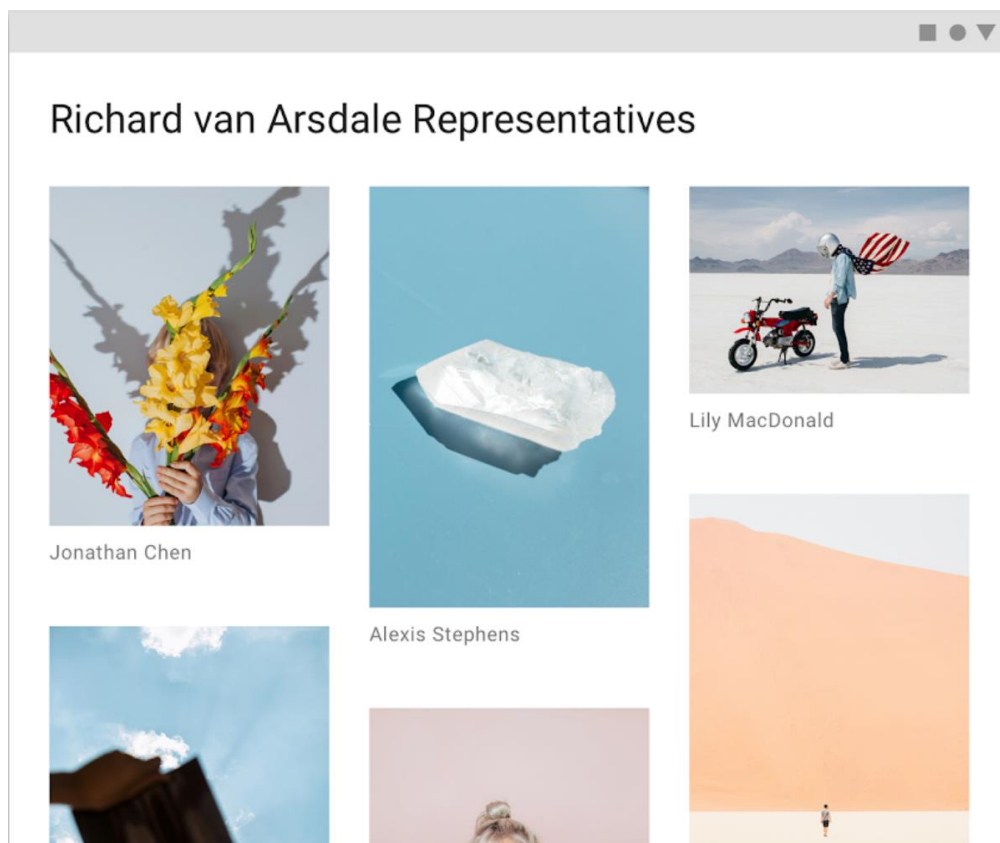 Richard van Arsdale Representatives
Jonathan Chen
Alexis Stephens
Lily MacDonald